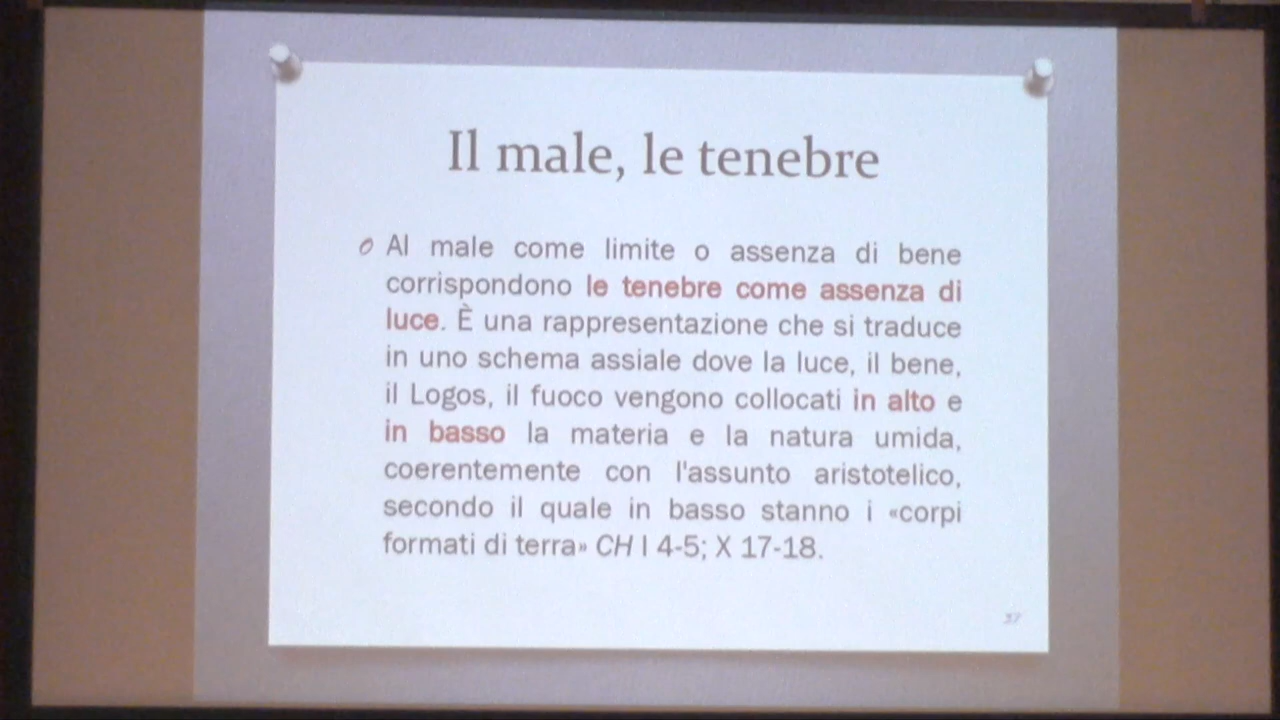 Il male, le tenebre
Al male come limite o assenza di bene
corrispondono le tenebre come assenza di
luce. È una rappresentazione che si traduce
in uno schema assiale dove la luce, il bene,
il Logos, il fuoco vengono collocati in alto e
in basso la materia e la natura umida,
coerentemente con l'assunto aristotelico,
secondo il quale in basso stanno i «corpi
formati di terra» CH I 4-5; X 17-18.
37